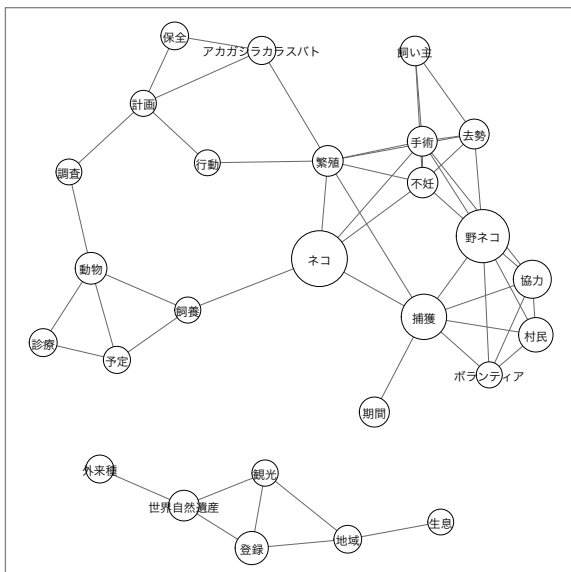 保全
アカガシラカラスバト
飼い主
計画
手術
去勢
行動
繁殖
調査
不妊
野ネコ
ネコ
動物
協力
飼養
捕獲
村民
診療
予定
ボランティア
期間
外来種
観光
世界自然遺産
生息
登録
地域